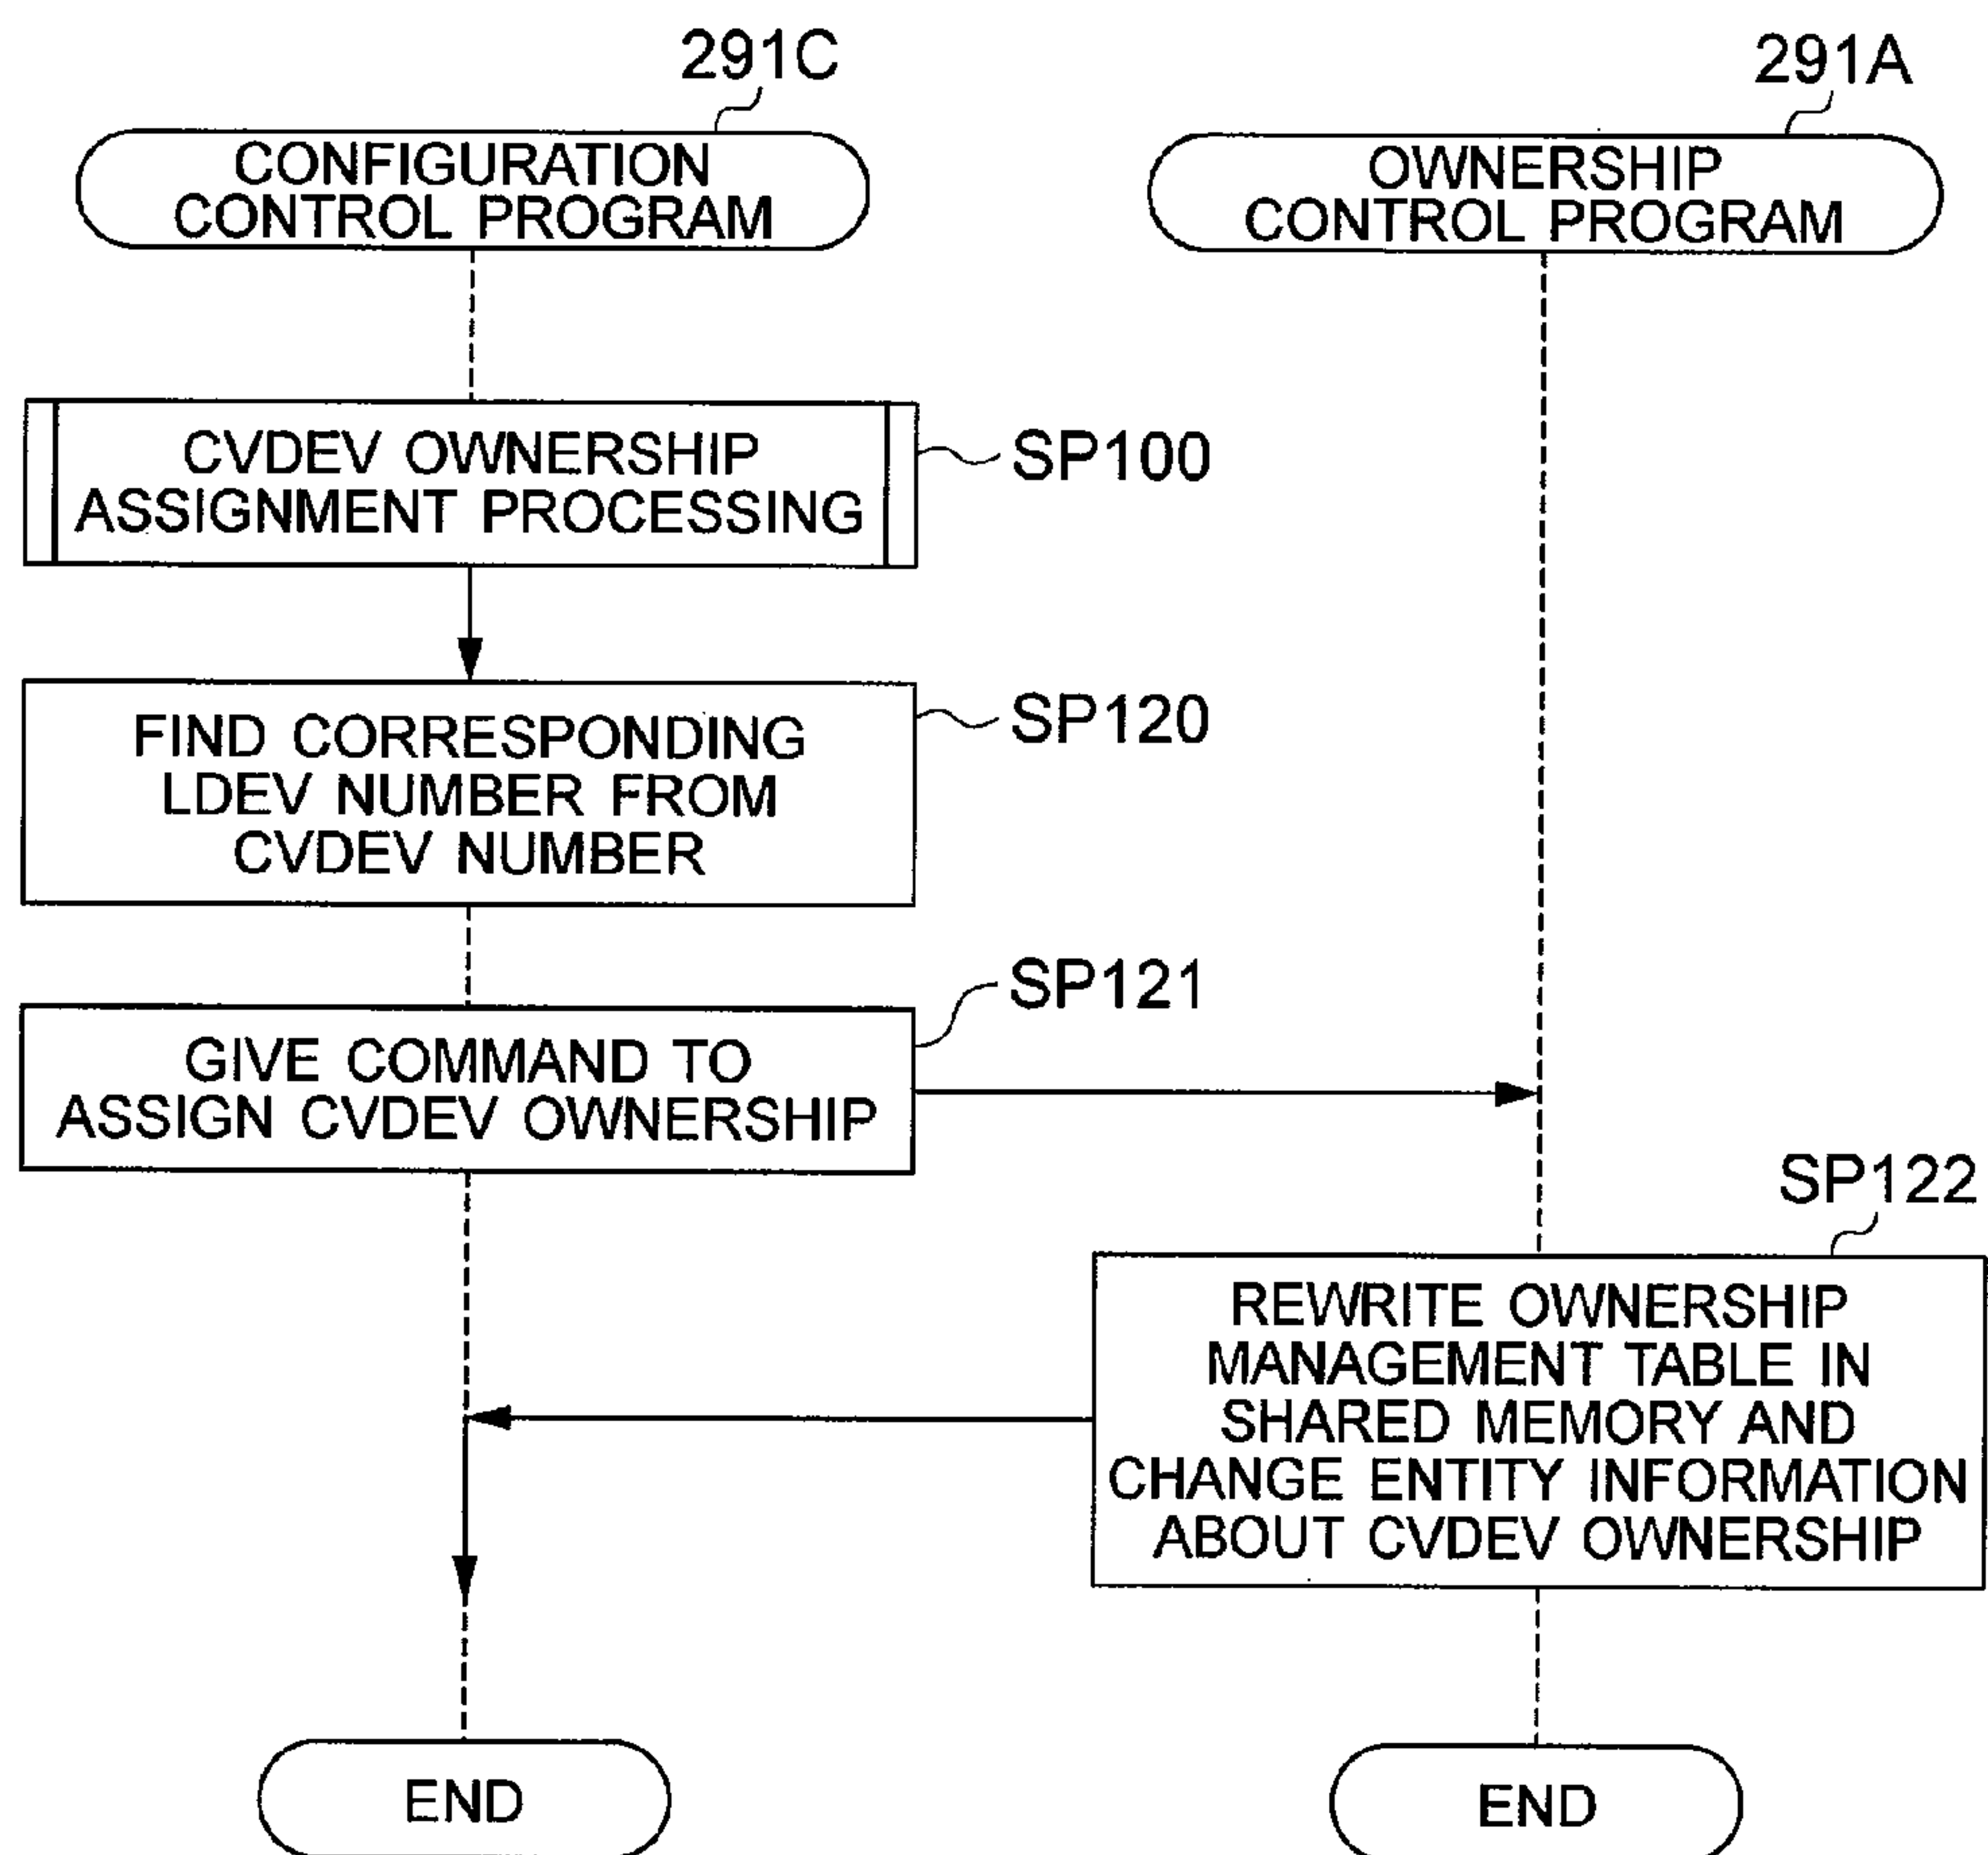 291C
CONFIGURATION
CONTROL PROGRAM
291A
OWNERSHIP
CONTROL PROGRAM
CVDEV OWNERSHIP
ASSIGNMENT PROCESSING
SP100
FIND CORRESPONDING
LDEV NUMBER FROM
CVDEV NUMBER
SP120
GIVE COMMAND TO
ASSIGN CVDEV OWNERSHIP
SP121
SP122
REWRITE OWNERSHIP
MANAGEMENT TABLE IN
SHARED MEMORY AND
CHANGE ENTITY INFORMATION
ABOUT CVDEV OWNERSHIP
END
END